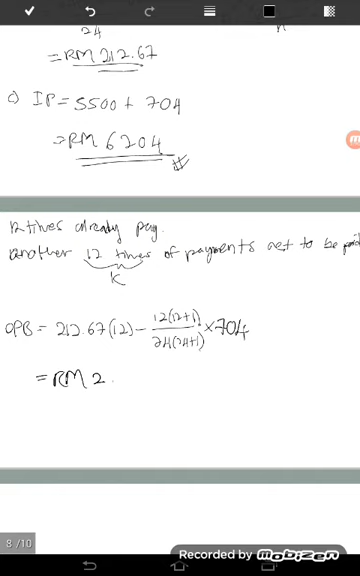 24
n
= RM 212.67
c) IP = 5500 + 704
= RM 6204 #
12 times already pay.
Another 12 times of payments not to be paid
K
OPB = 212.67(12) − 12(12+1) / 24(24+1) × 704
= RM 2
8 / 10
Recorded by mobizen